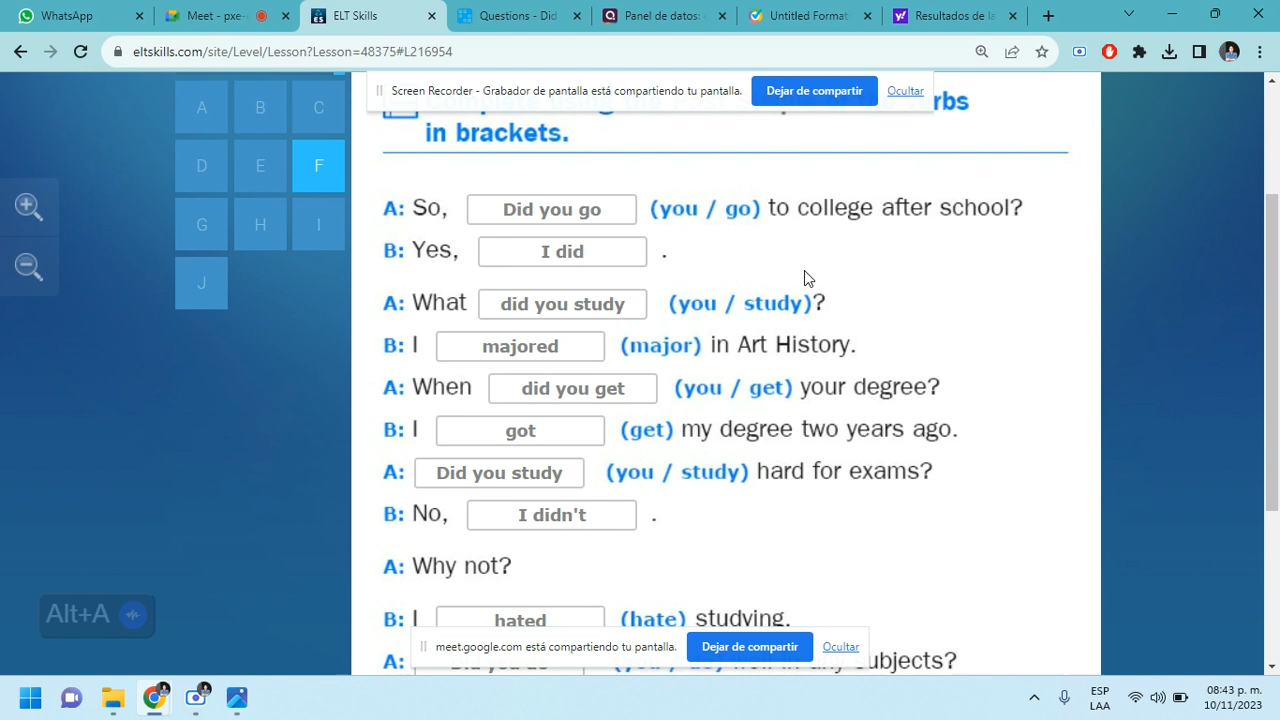 WhatsApp
Meet - pxe-
ELT Skills
Questions - Did
Panel de datos:
Untitled Format
Resultados de la
eltskills.com/site/Level/Lesson?Lesson=48375#L216954
Screen Recorder - Grabador de pantalla está compartiendo tu pantalla. Dejar de compartir Ocultar
in brackets.
A B C
D E F
G H I
J
A: So, Did you go (you / go) to college after school?
B: Yes, I did .
A: What did you study (you / study)?
B: I majored (major) in Art History.
A: When did you get (you / get) your degree?
B: I got (get) my degree two years ago.
A: Did you study (you / study) hard for exams?
B: No, I didn't .
A: Why not?
B: I hated (hate) studying.
Alt+A
meet.google.com está compartiendo tu pantalla. Dejar de compartir Ocultar
A: subjects?
ESP
LAA
08:43 p. m.
10/11/2023